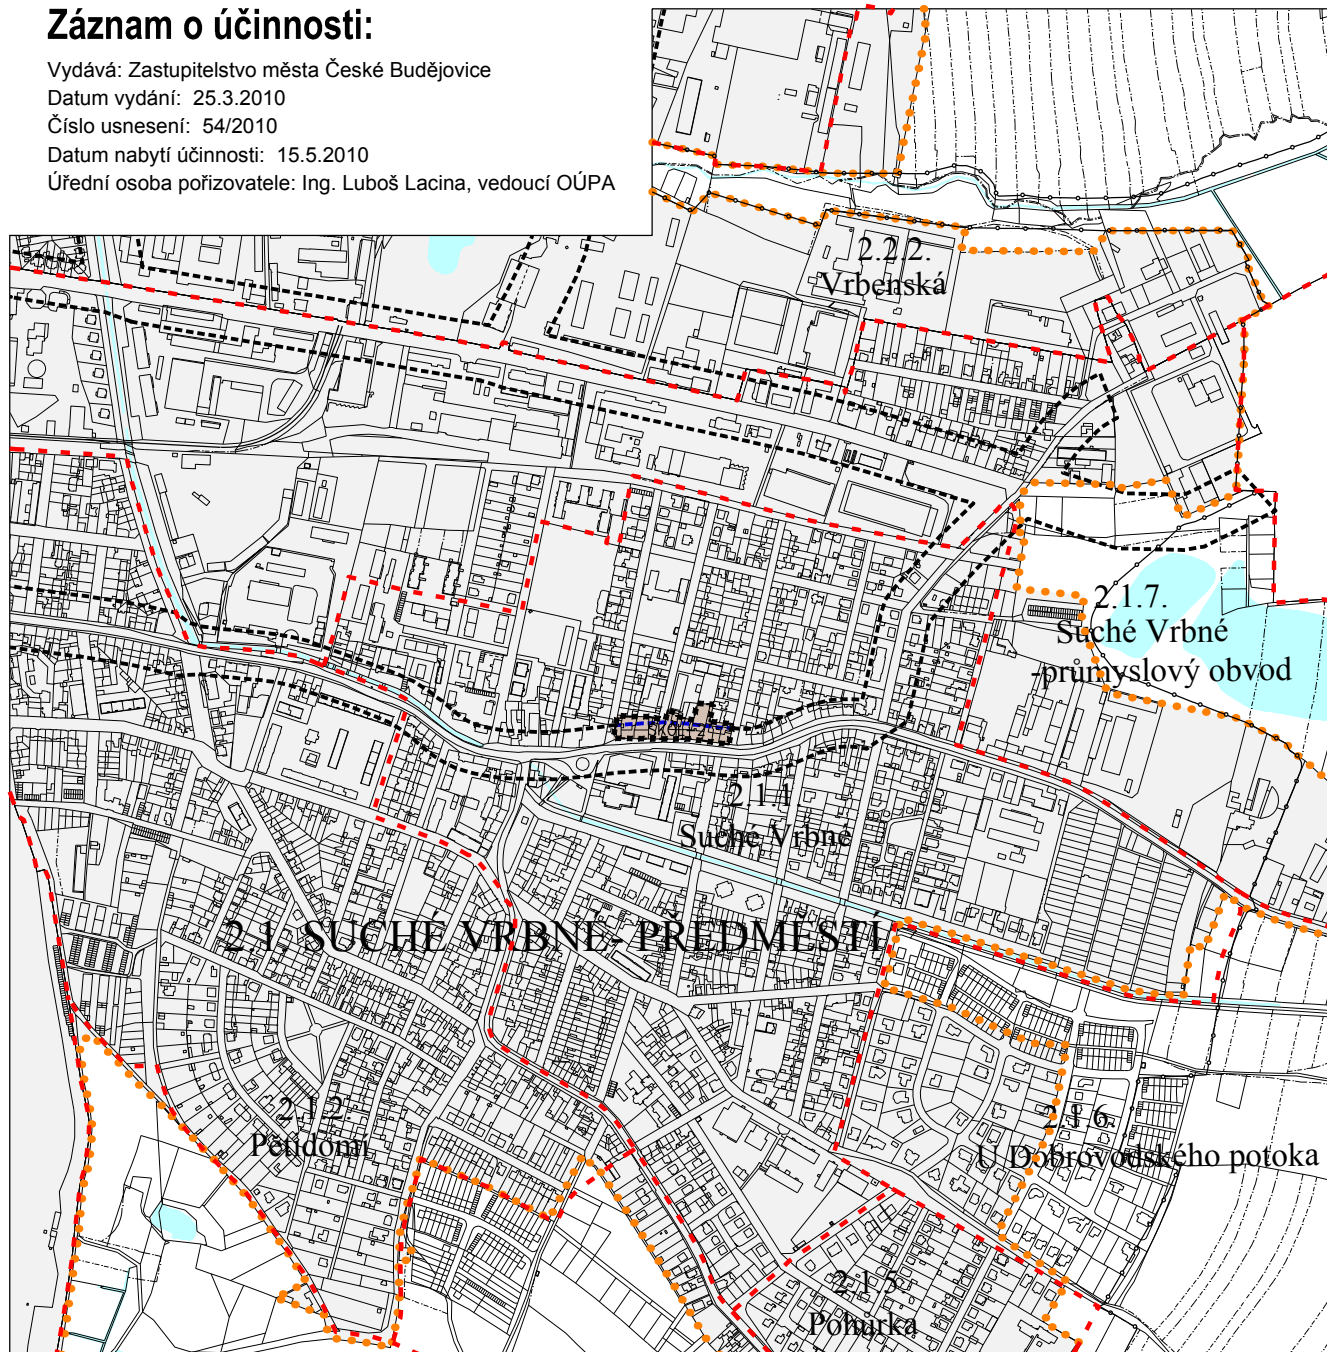 Záznam o účinnosti:
Vydává: Zastupitelstvo města České Budějovice
Datum vydání: 25.3.2010
Číslo usnesení: 54/2010
Datum nabytí účinnosti: 15.5.2010
Úřední osoba pořizovatele: Ing. Luboš Lacina, vedoucí OÚPA
2.2.2.
Vrbenská
2.1.7.
Suché Vrbné
-průmyslový obvod
2.1.1.
Suché Vrbné
2.1. SUCHÉ VRBNÉ- PŘEDMĚSTÍ
2.1.2.
Pětidomí
2.1.6.
U Dobrovodského potoka
2.1.5.
Pohůrka